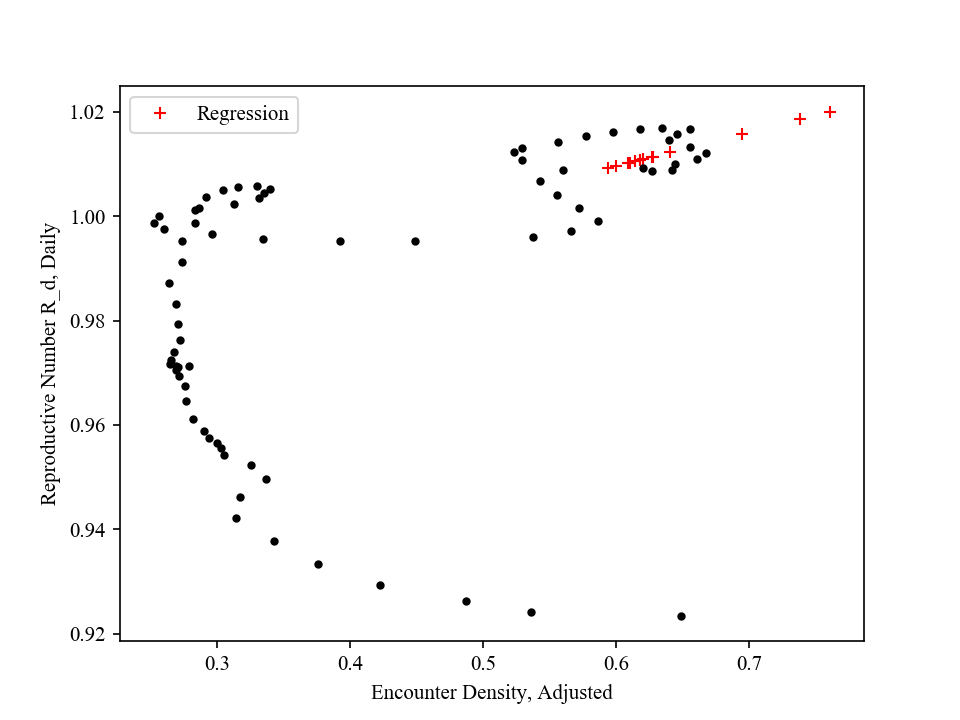 Regression
1.02
1.00
0.98
0.96
0.94
0.92
Reproductive Number R_d, Daily
0.3 0.4 0.5 0.6 0.7
Encounter Density, Adjusted